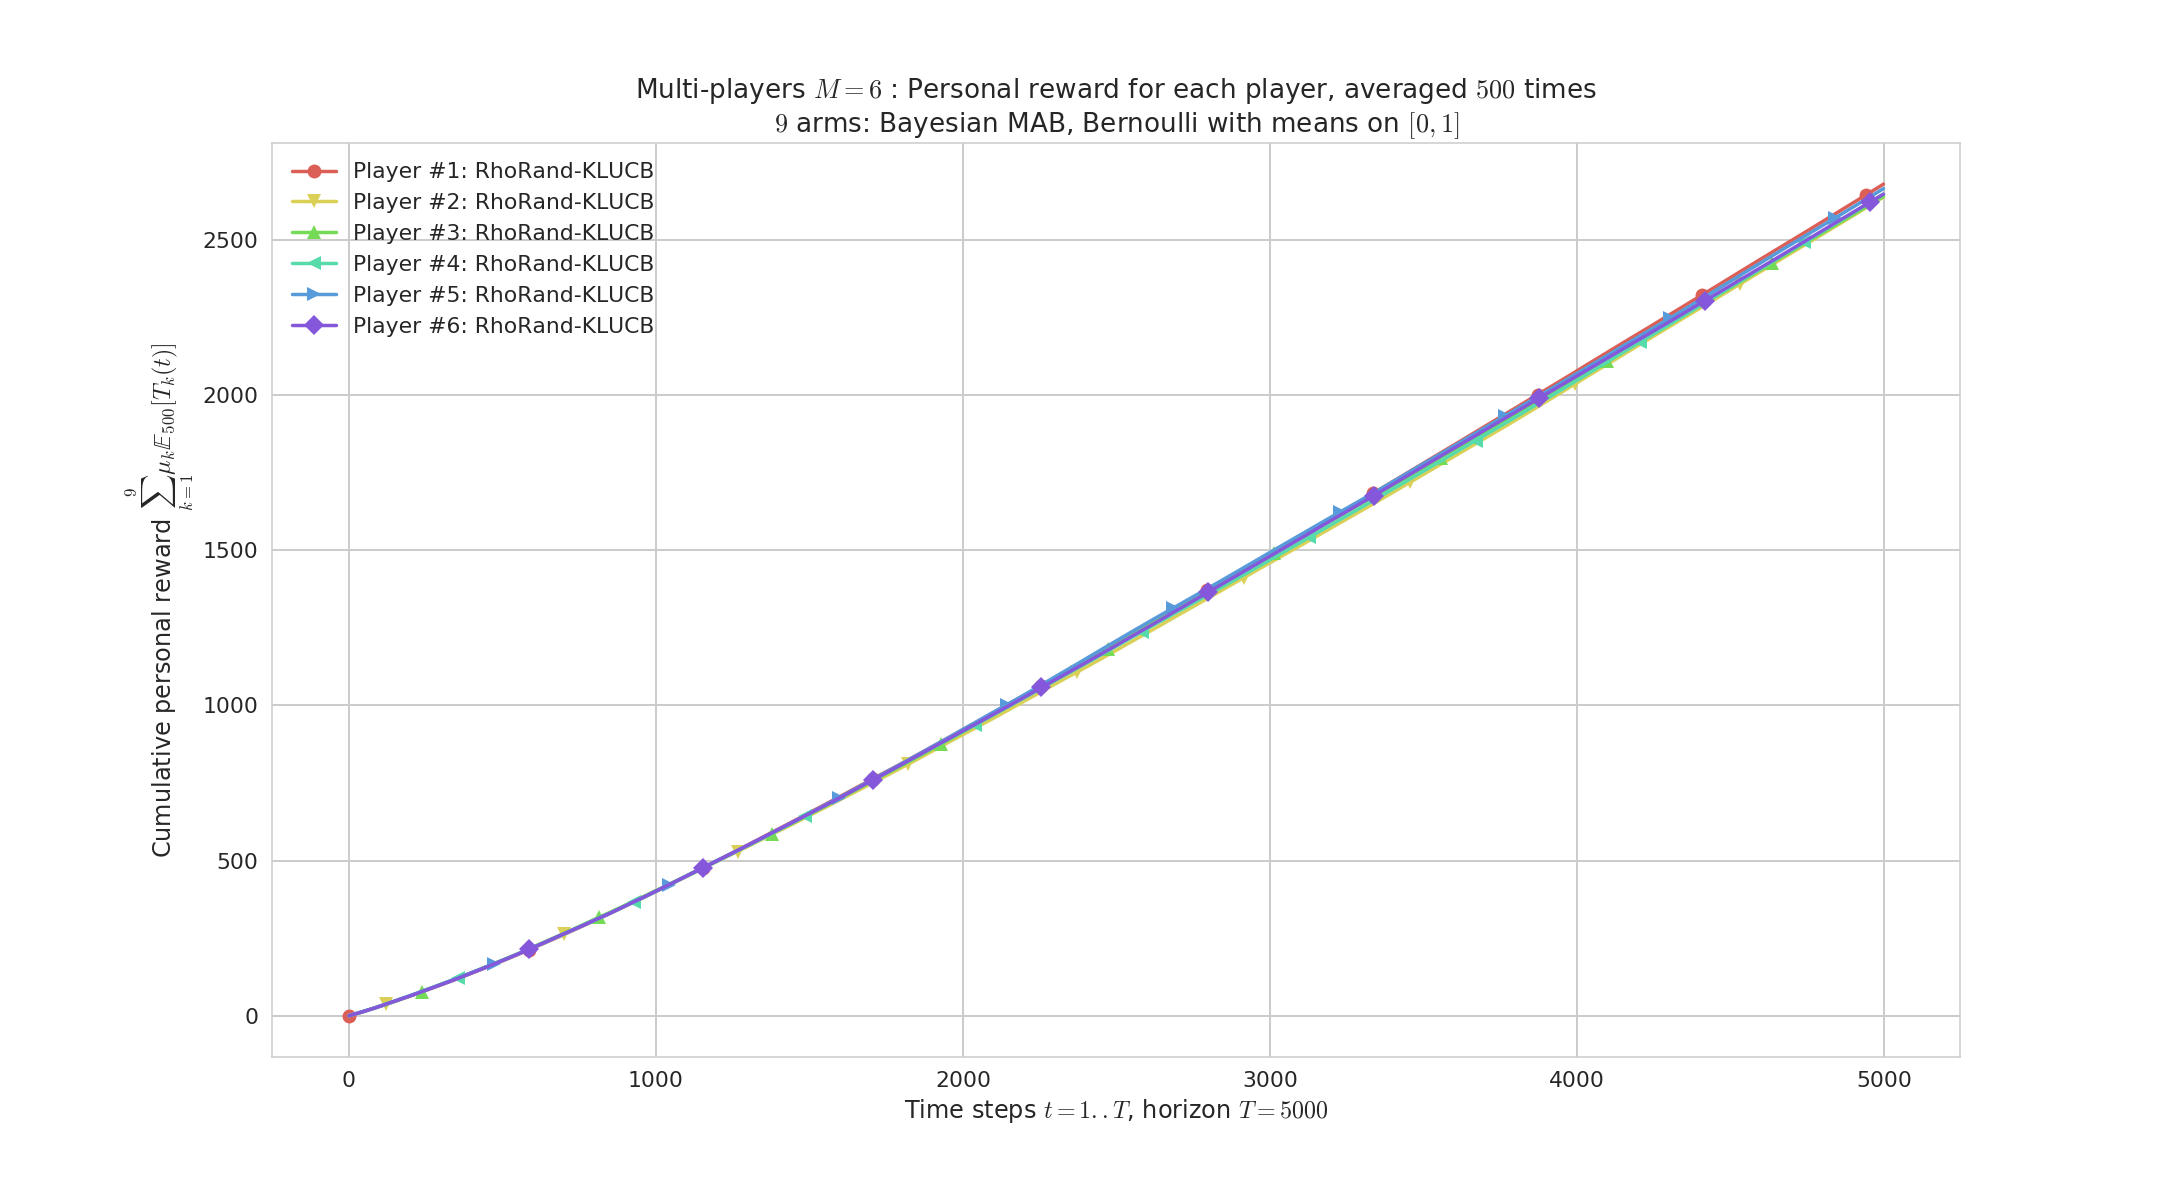 Multi-players M = 6 : Personal reward for each player, averaged 500 times
9 arms: Bayesian MAB, Bernoulli with means on [0, 1]
Player #1: RhoRand-KLUCB
Player #2: RhoRand-KLUCB
Player #3: RhoRand-KLUCB
Player #4: RhoRand-KLUCB
Player #5: RhoRand-KLUCB
Player #6: RhoRand-KLUCB
Cumulative personal reward ∑_{k=1}^{9} μ_k 𝔼_{500}[T_k(t)]
2500
2000
1500
1000
500
0
0 1000 2000 3000 4000 5000
Time steps t = 1..T, horizon T = 5000